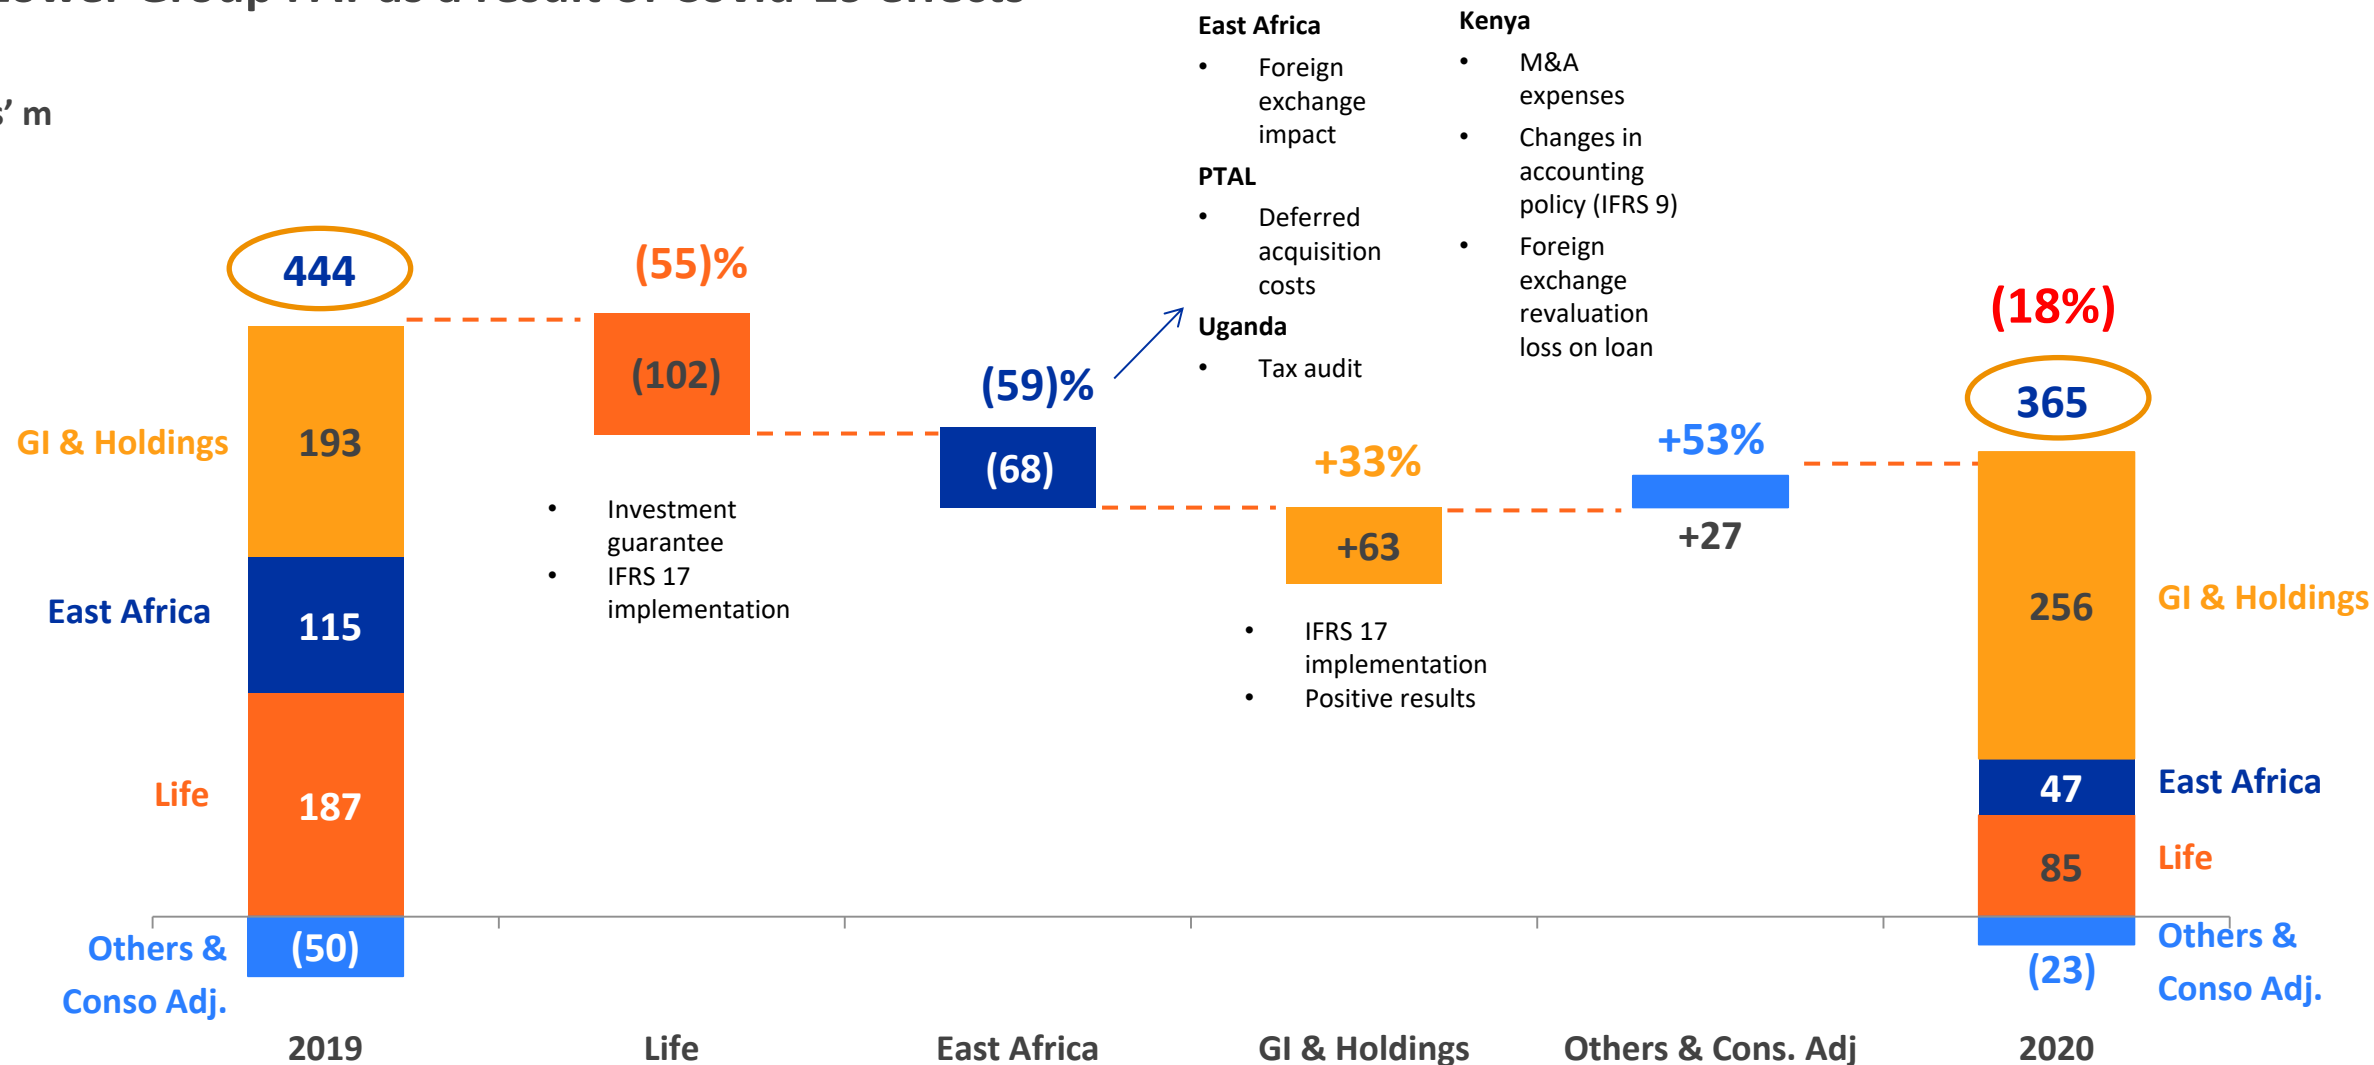 East Africa
• Foreign
exchange
impact
PTAL
• Deferred
acquisition
costs
Uganda
• Tax audit
Kenya
• M&A
expenses
• Changes in
accounting
policy (IFRS 9)
• Foreign
exchange
revaluation
loss on loan
m
444
(55)%
(59)%
+33%
+53%
(18%)
365
GI & Holdings
193
East Africa
115
Life
187
Others &
Conso Adj.
(50)
(102)
• Investment
guarantee
• IFRS 17
implementation
(68)
+63
• IFRS 17
implementation
• Positive results
+27
256
GI & Holdings
47
East Africa
85
Life
(23)
Others &
Conso Adj.
2019
Life
East Africa
GI & Holdings
Others & Cons. Adj
2020